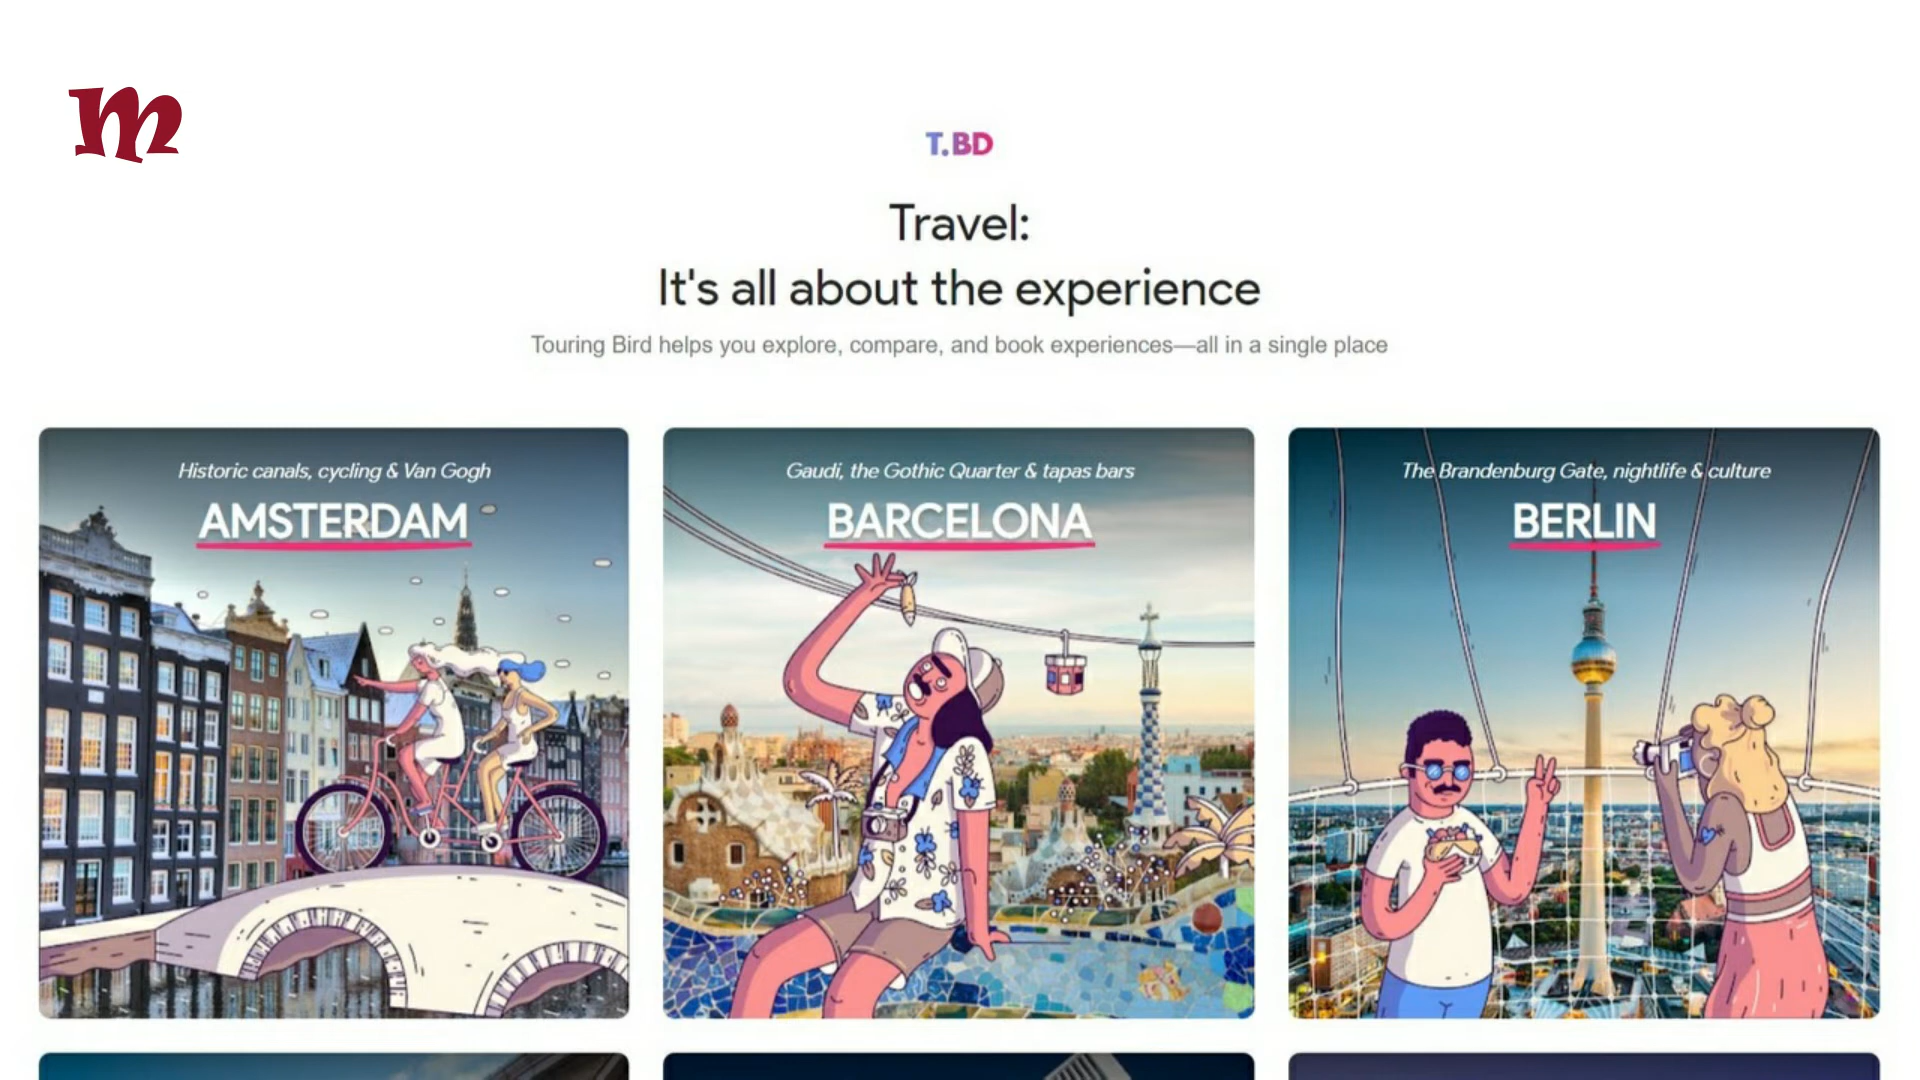 m
T.BD
Travel:
It's all about the experience
Touring Bird helps you explore, compare, and book experiences—all in a single place
Historic canals, cycling & Van Gogh
AMSTERDAM
Gaudí, the Gothic Quarter & tapas bars
BARCELONA
The Brandenburg Gate, nightlife & culture
BERLIN